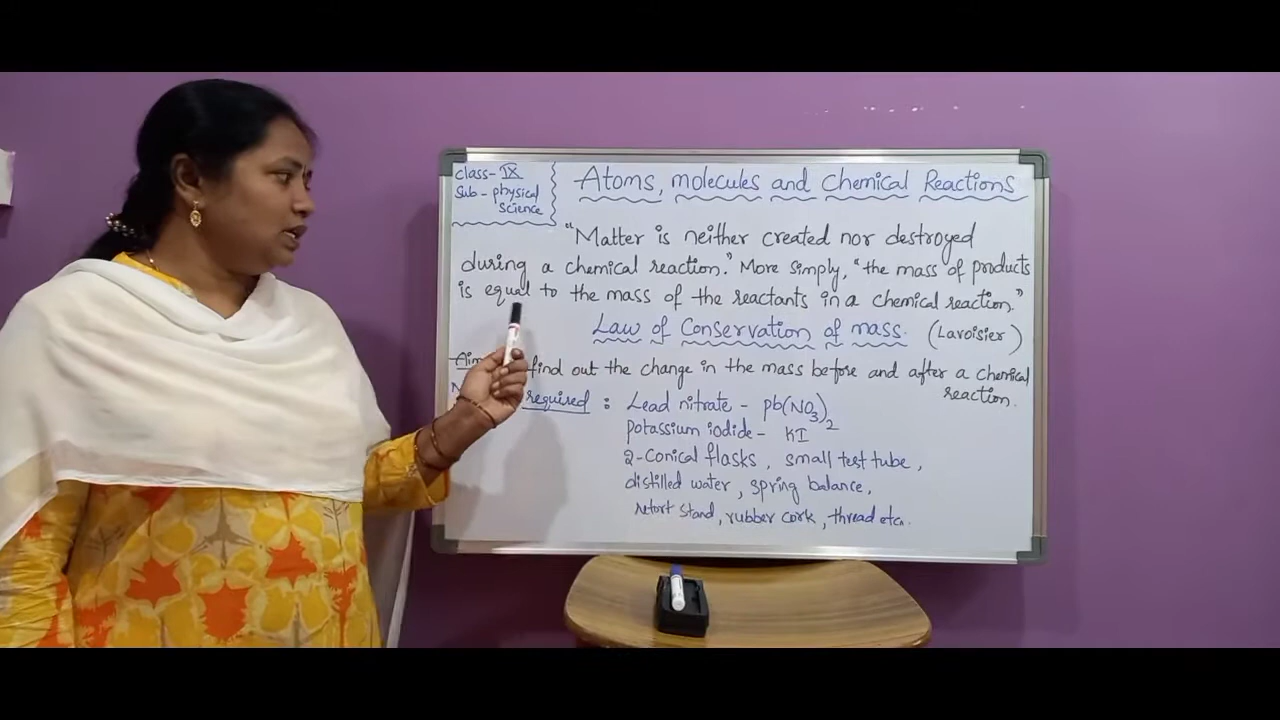 class- IX
Sub - physical
science
Atoms, molecules and Chemical Reactions
"Matter is neither created nor destroyed
during a chemical reaction." More simply, "the mass of products
is equal to the mass of the reactants in a chemical reaction."
Law of Conservation of mass. (Lavoisier)
Aim find out the change in the mass before and after a chemical
reaction.
required : Lead nitrate - pb(NO3)2
potassium iodide - KI
2-Conical flasks, small test tube,
distilled water, spring balance,
retort stand, rubber cork, thread etc.